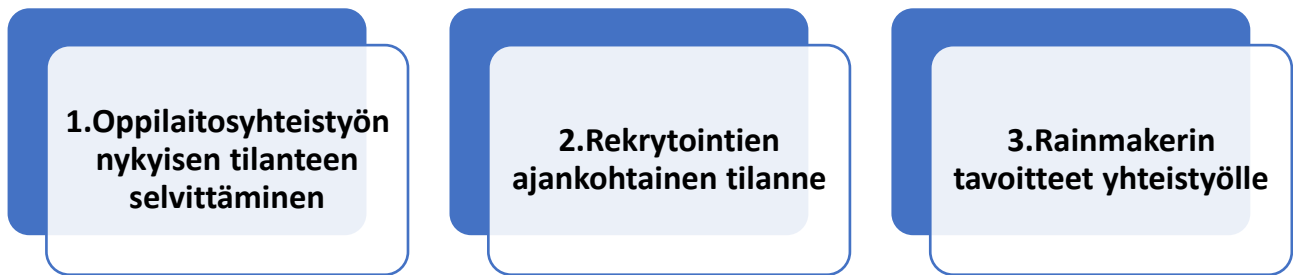 1.Oppilaitosyhteistyön
nykyisen tilanteen
selvittäminen
2.Rekrytointien
ajankohtainen tilanne
3.Rainmakerin
tavoitteet yhteistyölle